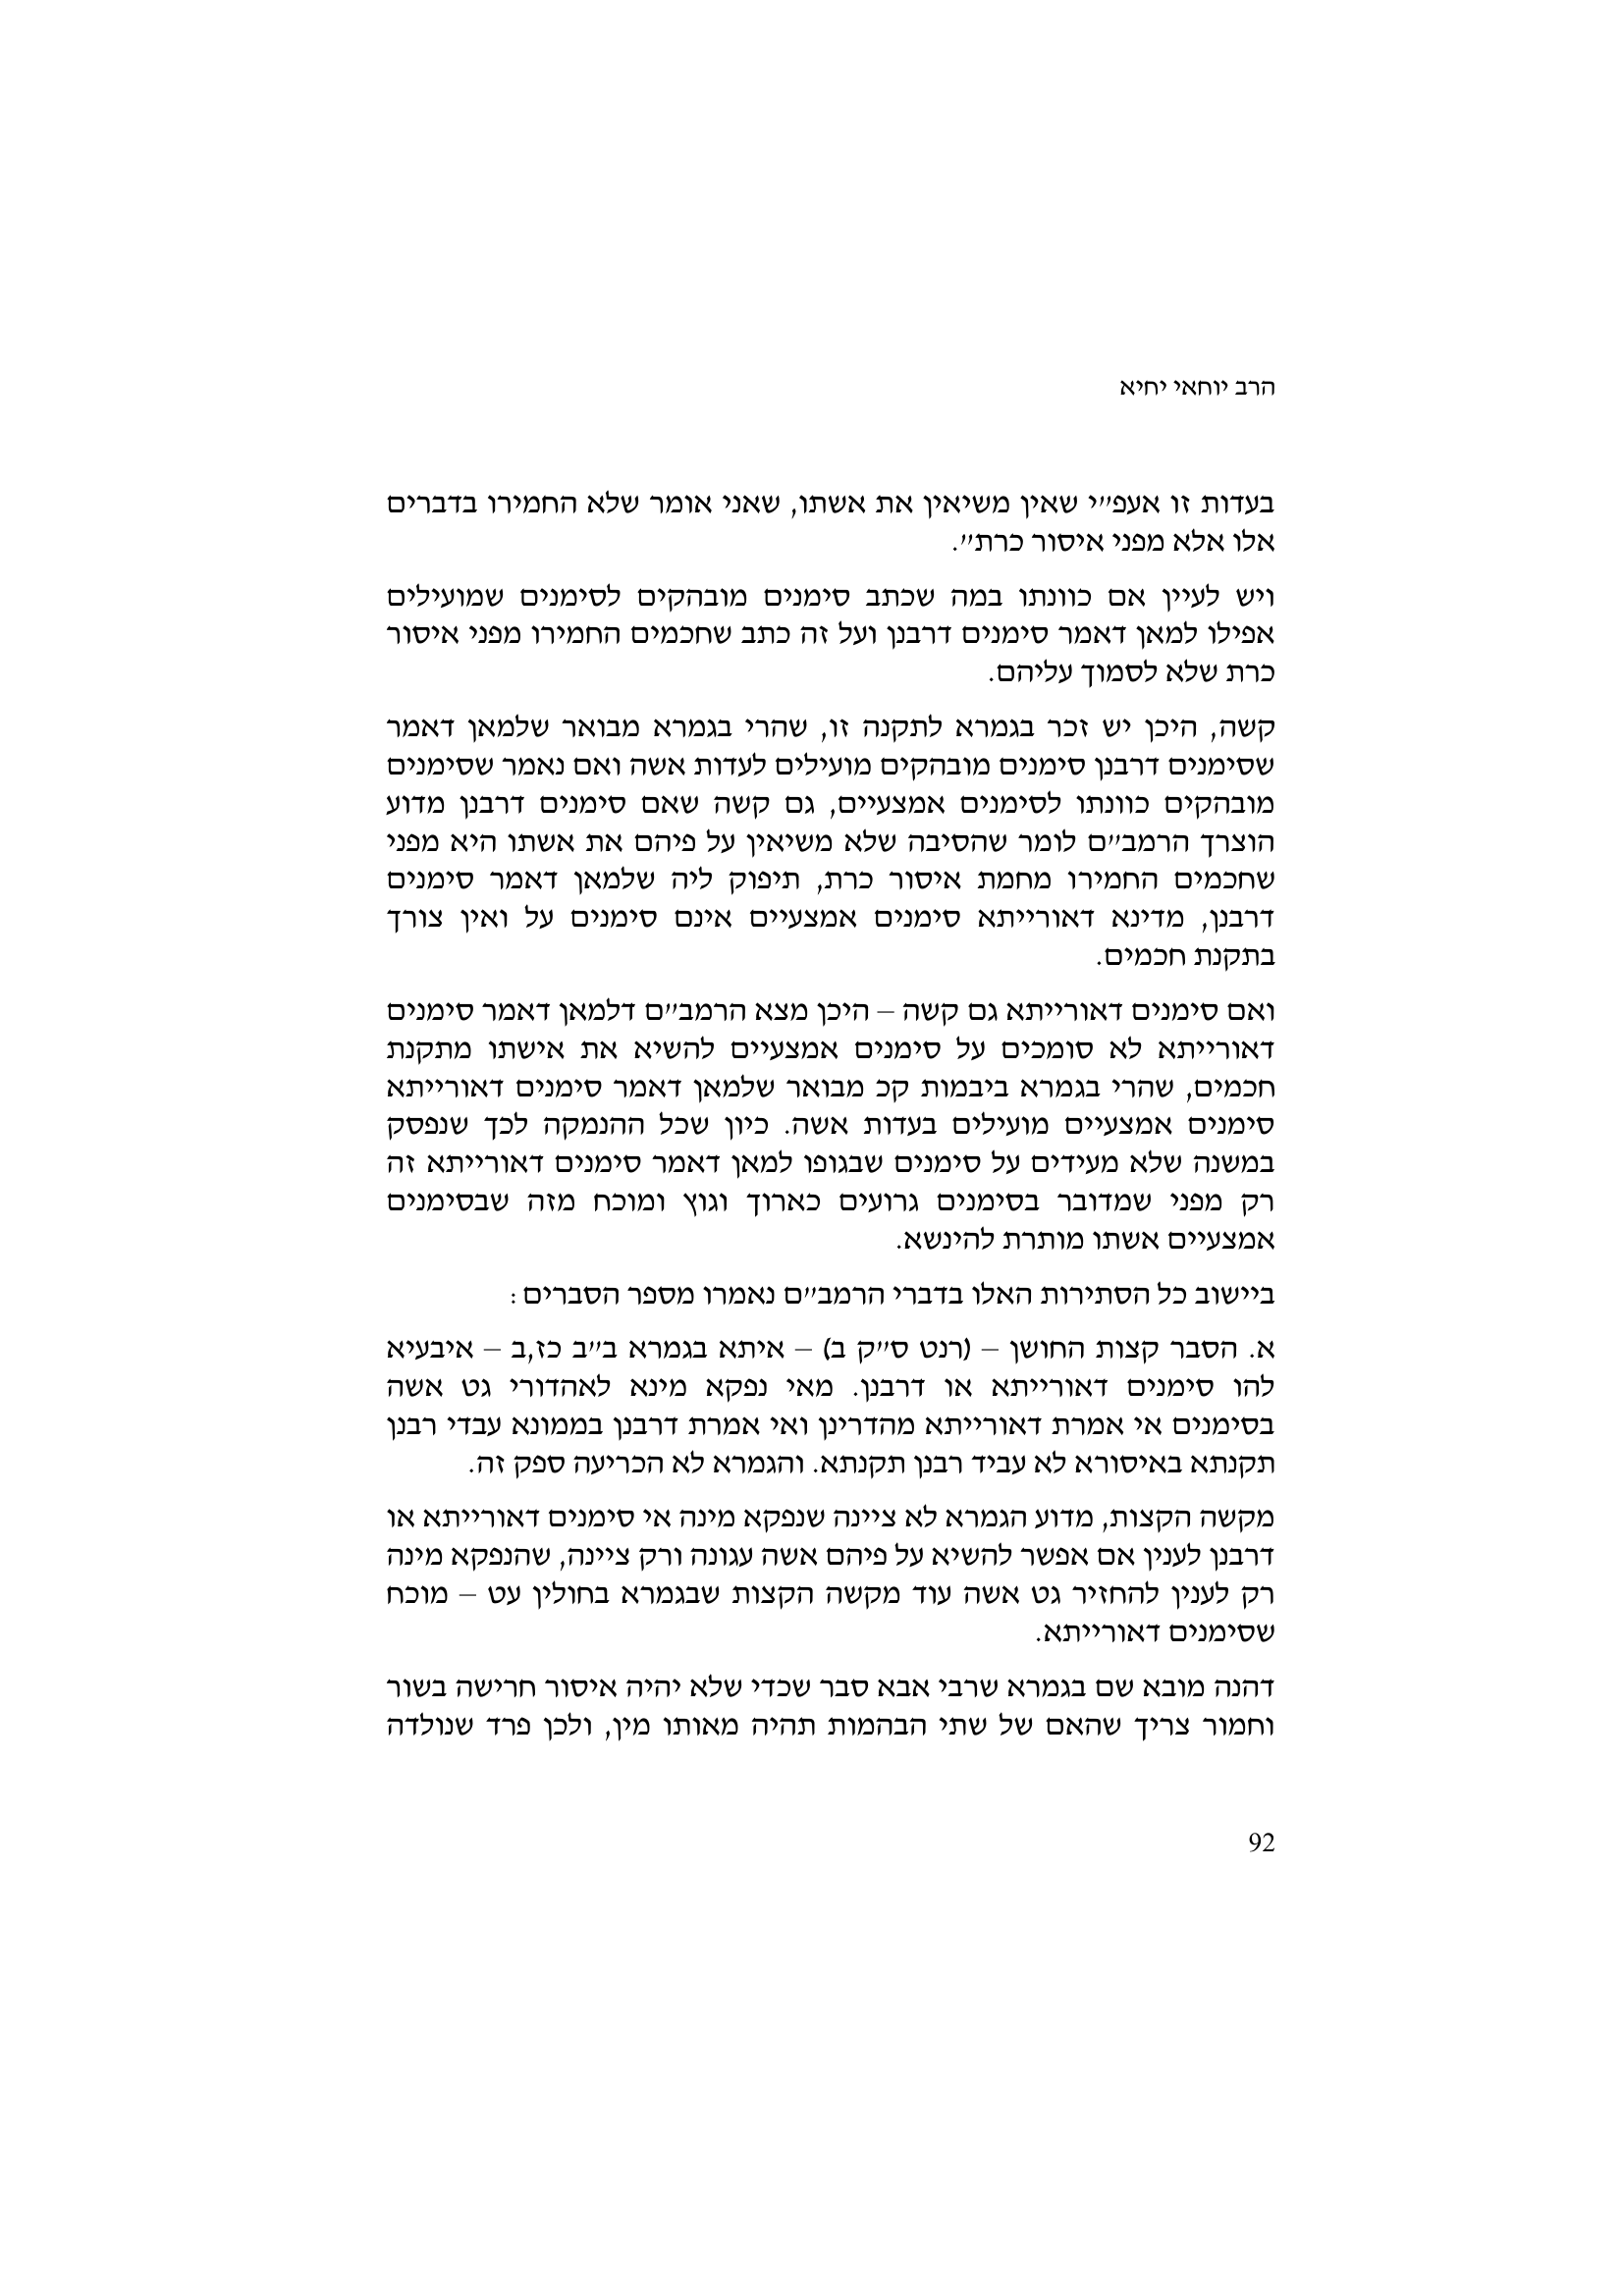 הרב יוחאי יחיא
בעדות זו אעפ״י שאין משיאין את אשתו, שאני אומר שלא החמירו בדברים
אלו אלא מפני איסור כרת״.
ויש לעיין אם כוונתו במה שכתב סימנים מובהקים לסימנים שמועילים
אפילו למאן דאמר סימנים דרבנן ועל זה כתב שחכמים החמירו מפני איסור
כרת שלא לסמוך עליהם.
קשה, היכן יש זכר בגמרא לתקנה זו, שהרי בגמרא מבואר שלמאן דאמר
שסימנים דרבנן סימנים מובהקים מועילים לעדות אשה ואם נאמר שסימנים
מובהקים כוונתו לסימנים אמצעיים, גם קשה שאם סימנים דרבנן מדוע
הוצרך הרמב״ם לומר שהסיבה שלא משיאין על פיהם את אשתו היא מפני
שחכמים החמירו מחמת איסור כרת, תיפוק ליה שלמאן דאמר סימנים
דרבנן, מדינא דאורייתא סימנים אמצעיים אינם סימנים על ואין צורך
בתקנת חכמים.
ואם סימנים דאורייתא גם קשה – היכן מצא הרמב״ם דלמאן דאמר סימנים
דאורייתא לא סומכים על סימנים אמצעיים להשיא את אישתו מתקנת
חכמים, שהרי בגמרא ביבמות קכ מבואר שלמאן דאמר סימנים דאורייתא
סימנים אמצעיים מועילים בעדות אשה. כיון שכל ההנמקה לכך שנפסק
במשנה שלא מעידים על סימנים שבגופו למאן דאמר סימנים דאורייתא זה
רק מפני שמדובר בסימנים גרועים כארוך וגוץ ומוכח מזה שבסימנים
אמצעיים אשתו מותרת להינשא.
ביישוב כל הסתירות האלו בדברי הרמב״ם נאמרו מספר הסברים:
א. הסבר קצות החושן – (רנט ס״ק ב) – איתא בגמרא ב״ב כז,ב – איבעיא
להו סימנים דאורייתא או דרבנן. מאי נפקא מינא לאהדורי גט אשה
בסימנים אי אמרת דאורייתא מהדרינן ואי אמרת דרבנן בממונא עבדי רבנן
תקנתא באיסורא לא עביד רבנן תקנתא. והגמרא לא הכריעה ספק זה.
מקשה הקצות, מדוע הגמרא לא ציינה שנפקא מינה אי סימנים דאורייתא או
דרבנן לענין אם אפשר להשיא על פיהם אשה עגונה ורק ציינה, שהנפקא מינה
רק לענין להחזיר גט אשה עוד מקשה הקצות שבגמרא בחולין עט – מוכח
שסימנים דאורייתא.
דהנה מובא שם בגמרא שרבי אבא סבר שכדי שלא יהיה איסור חרישה בשור
וחמור צריך שהאם של שתי הבהמות תהיה מאותו מין, ולכן פרד שנולדה
92